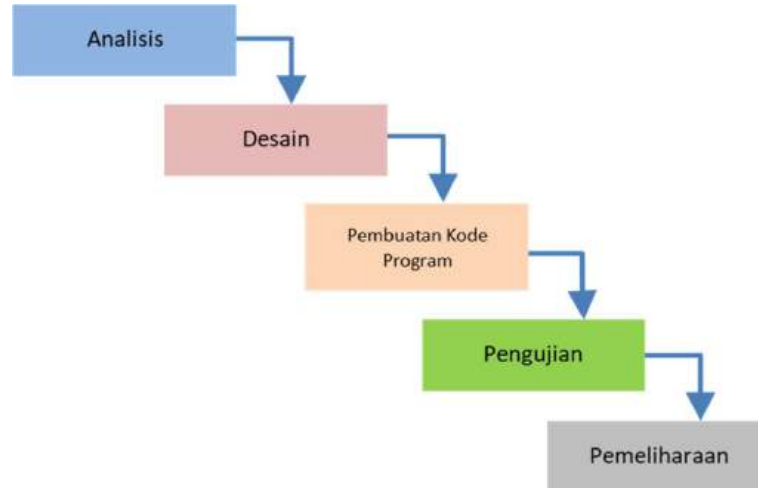 Analisis
Desain
Pembuatan Kode
Program
Pengujian
Pemeliharaan